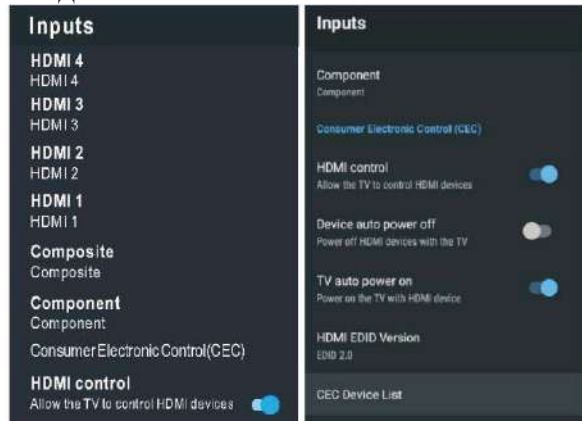 Inputs
HDMI 4
HDMI 4
HDMI 3
HDMI 3
HDMI 2
HDMI 2
HDMI 1
HDMI 1
Composite
Composite
Component
Component
Consumer Electronic Control (CEC)
HDMI control
Allow the TV to control HDMI devices
Inputs
Component
Component
Consumer Electronic Control (CEC)
HDMI control
Allow the TV to control HDMI devices
Device auto power off
Power off HDMI devices with the TV
TV auto power on
Power on the TV with HDMI device
HDMI EDID Version
EDID 2.0
CEC Device List